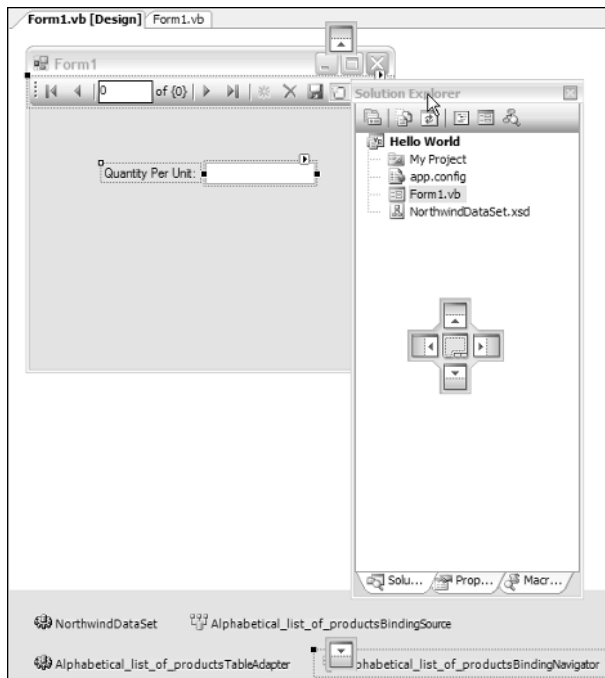 Form1.vb [Design] Form1.vb
Form1
0 of {0}
Solution Explorer
Hello World
My Project
app.config
Form1.vb
NorthwindDataSet.xsd
Quantity Per Unit:
Solu... Prop... Macr...
NorthwindDataSet Alphabetical_list_of_productsBindingSource
Alphabetical_list_of_productsTableAdapter phabetical_list_of_productsBindingNavigator